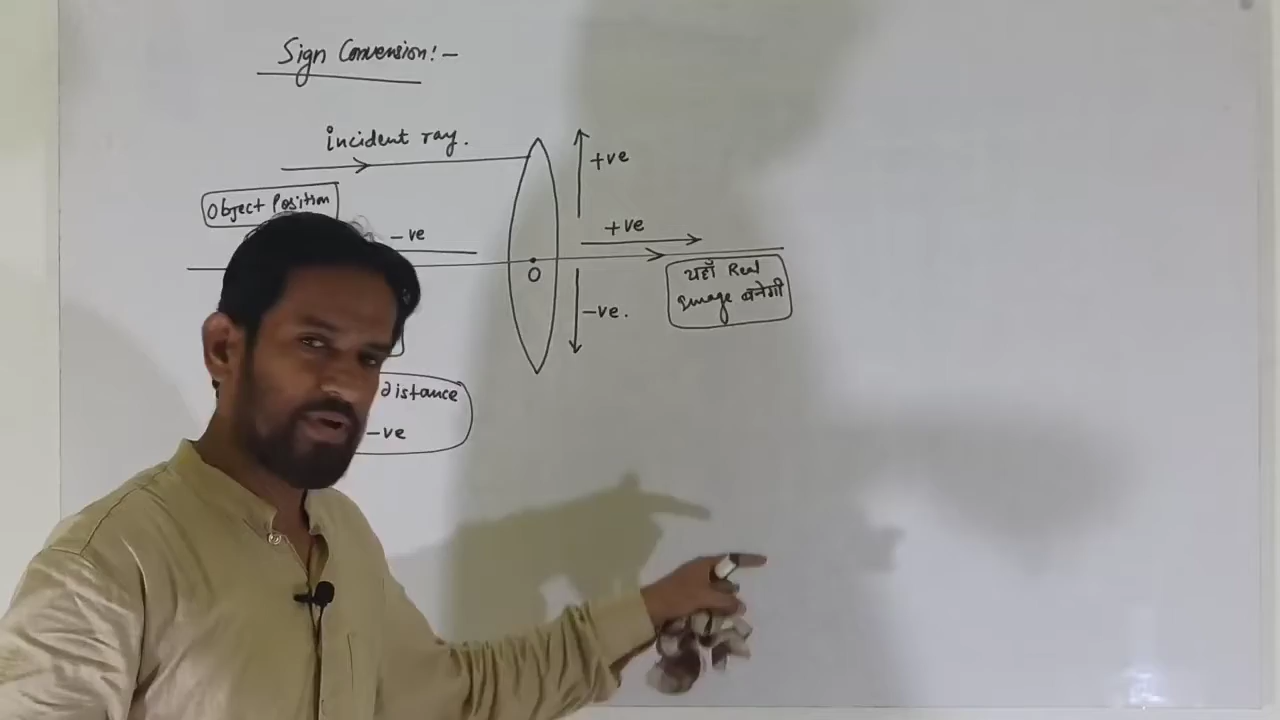 Sign Convension:-
incident ray.
+ve
Object Position
-ve
+ve
O
यहाँ Real
Image बनेगी
-ve.
distance
-ve